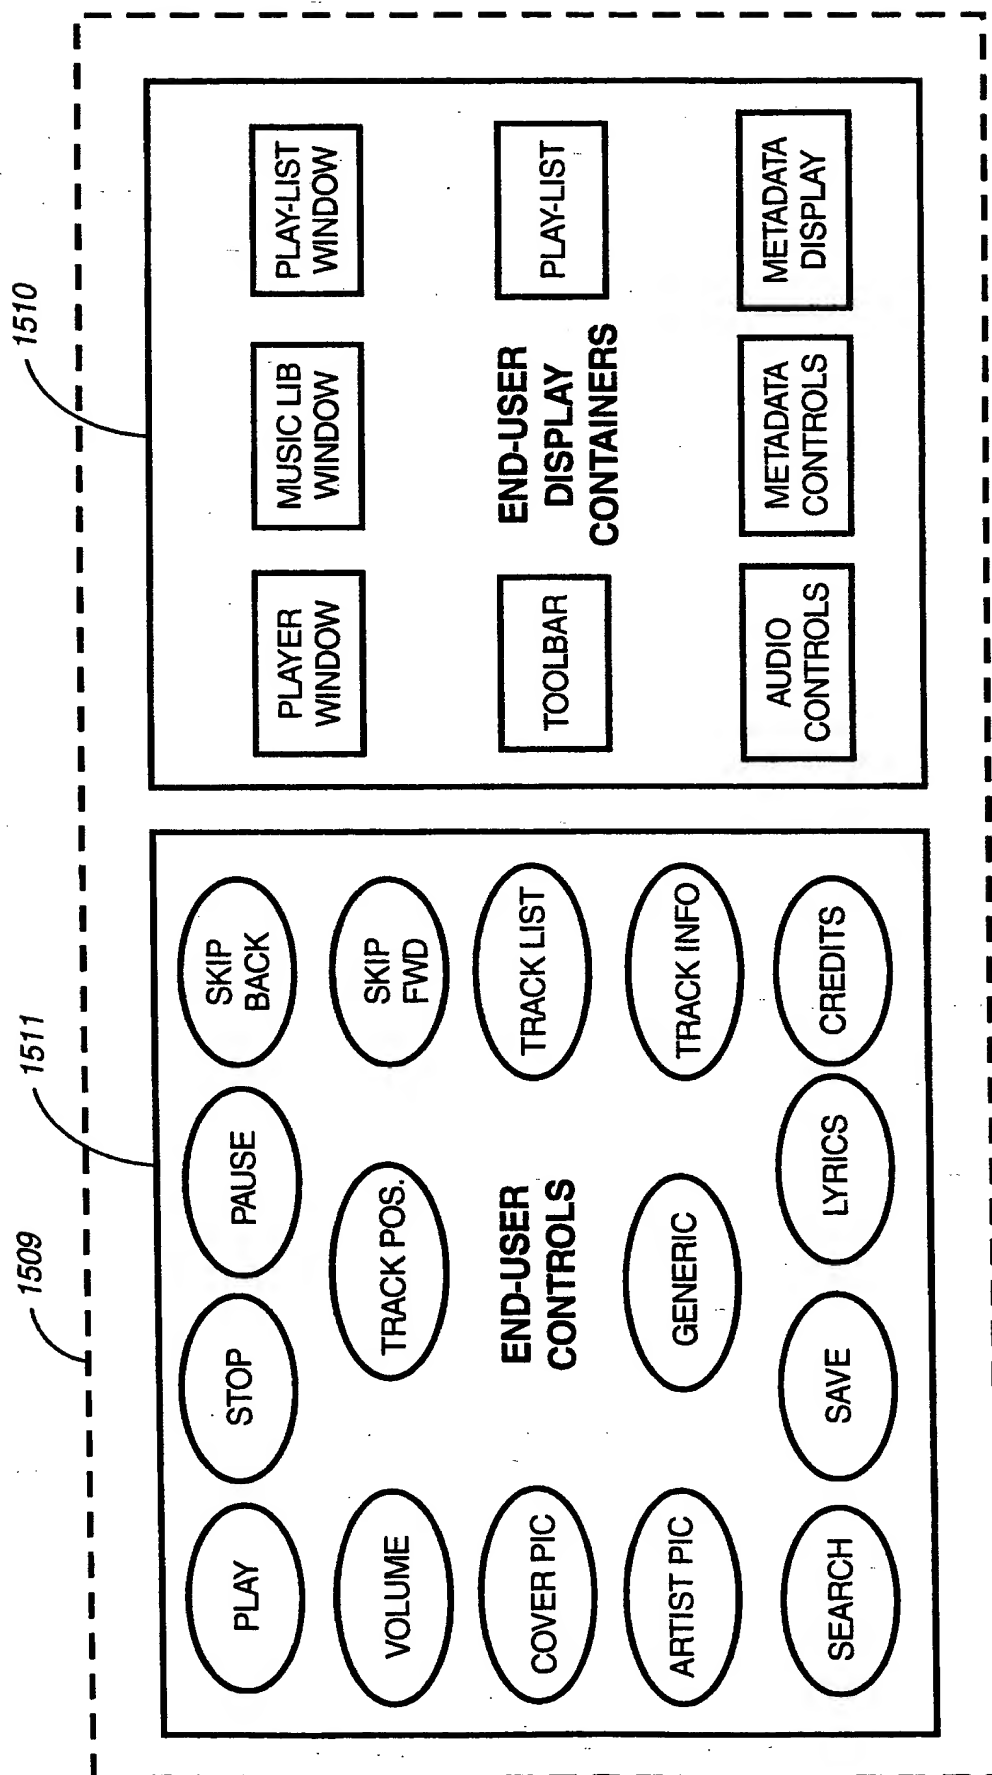 1509
1511
1510
PLAY
STOP
PAUSE
SKIP
BACK
VOLUME
TRACK POS.
SKIP
FWD
COVER PIC
END-USER
CONTROLS
TRACK LIST
ARTIST PIC
GENERIC
TRACK INFO
SEARCH
SAVE
LYRICS
CREDITS
PLAYER
WINDOW
MUSIC LIB
WINDOW
PLAY-LIST
WINDOW
TOOLBAR
END-USER
DISPLAY
CONTAINERS
PLAY-LIST
AUDIO
CONTROLS
METADATA
CONTROLS
METADATA
DISPLAY